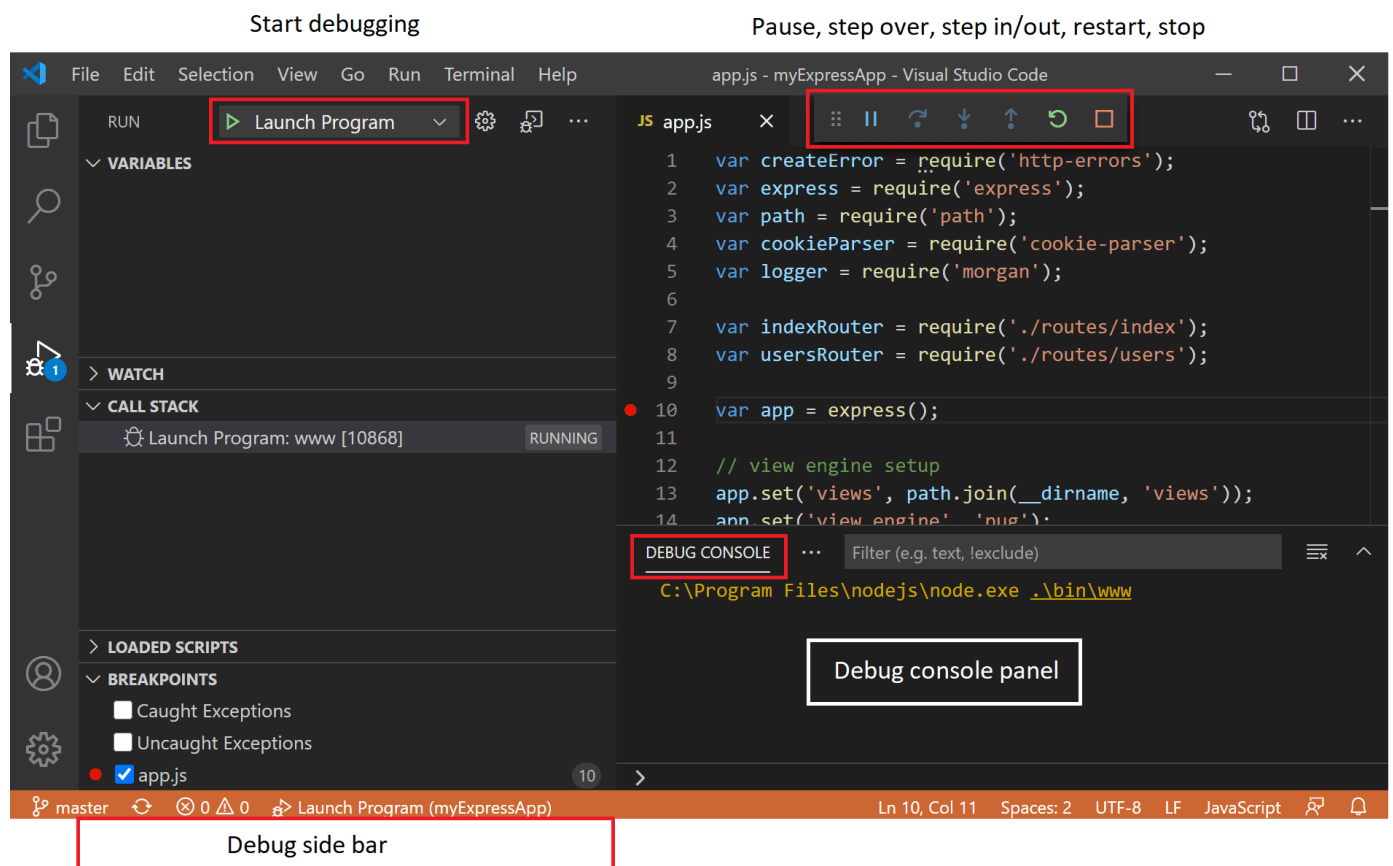 Start debugging
Pause, step over, step in/out, restart, stop
File Edit Selection View Go Run Terminal Help
app.js - myExpressApp - Visual Studio Code
RUN
Launch Program
VARIABLES
WATCH
CALL STACK
Launch Program: www [10868] RUNNING
LOADED SCRIPTS
BREAKPOINTS
Caught Exceptions
Uncaught Exceptions
app.js 10
1
JS app.js
1 var createError = require('http-errors');
2 var express = require('express');
3 var path = require('path');
4 var cookieParser = require('cookie-parser');
5 var logger = require('morgan');
6
7 var indexRouter = require('./routes/index');
8 var usersRouter = require('./routes/users');
9
10 var app = express();
11
12 // view engine setup
13 app.set('views', path.join(__dirname, 'views'));
14 app.set('view engine', 'pug');
DEBUG CONSOLE
Filter (e.g. text, !exclude)
C:\Program Files\nodejs\node.exe .\bin\www
Debug console panel
master 0 0 Launch Program (myExpressApp)
Ln 10, Col 11 Spaces: 2 UTF-8 LF JavaScript
Debug side bar